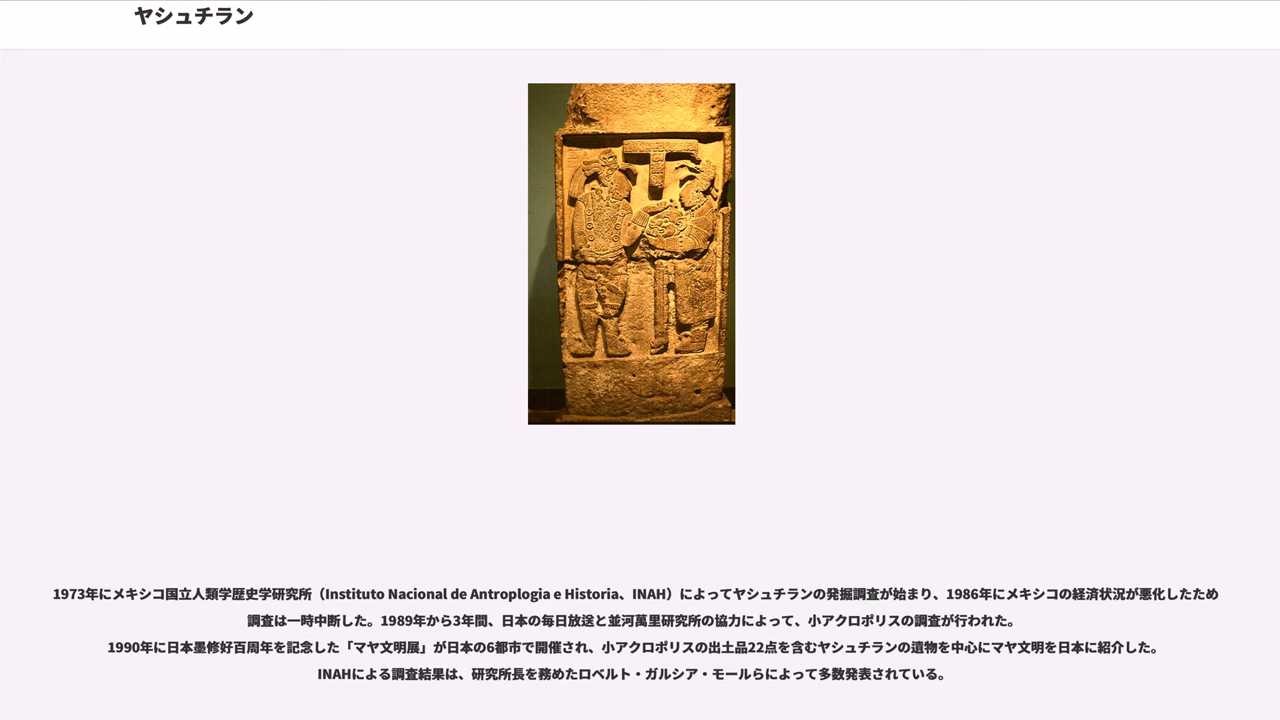 ヤシュチラン
1973年にメキシコ国立人類学歴史学研究所（Instituto Nacional de Antroplogia e Historia、INAH）によってヤシュチランの発掘調査が始まり、1986年にメキシコの経済状況が悪化したため
調査は一時中断した。1989年から3年間、日本の毎日放送と並河萬里研究所の協力によって、小アクロポリスの調査が行われた。
1990年に日本墨修好百周年を記念した「マヤ文明展」が日本の6都市で開催され、小アクロポリスの出土品22点を含むヤシュチランの遺物を中心にマヤ文明を日本に紹介した。
INAHによる調査結果は、研究所長を務めたロベルト・ガルシア・モールらによって多数発表されている。